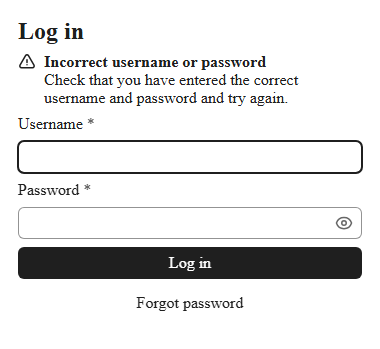 Log in
Incorrect username or password
Check that you have entered the correct
username and password and try again.
Username *
Password *
Log in
Forgot password